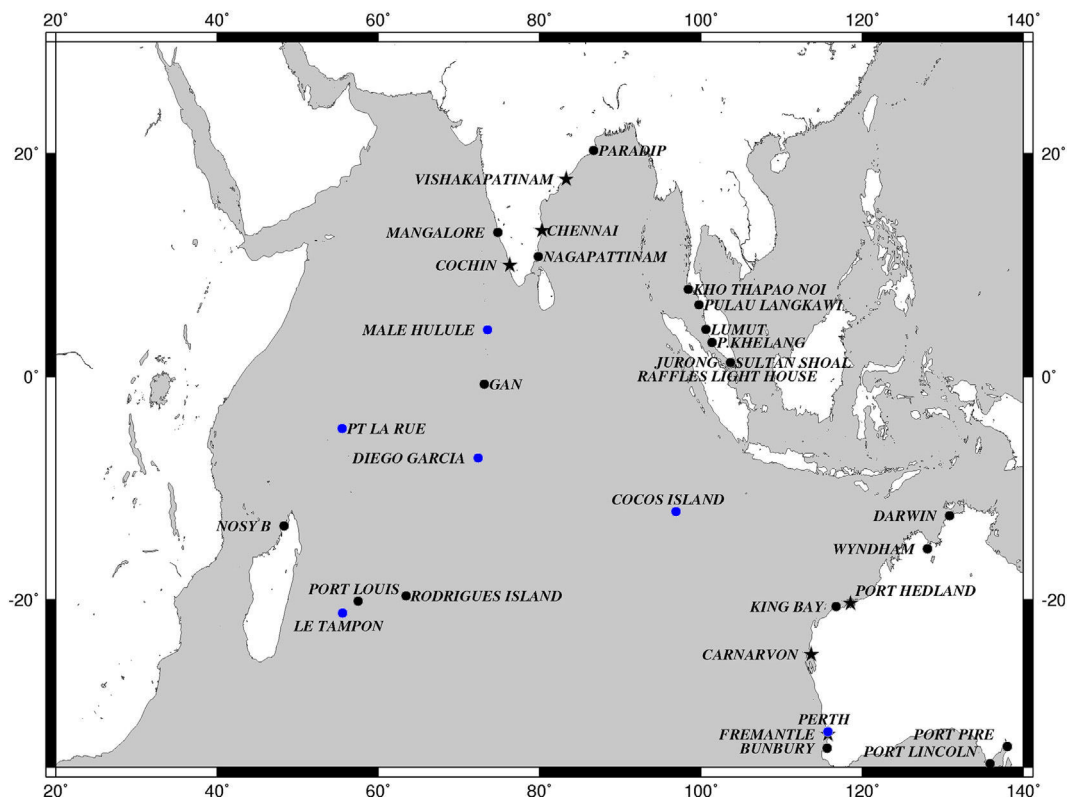 20° 40° 60° 80° 100° 120° 140°
PARADIP
20° 20°
VISHAKAPATINAM
MANGALORE CHENNAI
NAGAPATTINAM
COCHIN
KHO THAPAO NOI
PULAU LANGKAWI
MALE HULULE LUMUT
P.KHELANG
JURONG SULTAN SHOAL
RAFFLES LIGHT HOUSE
0° 0°
GAN
PT LA RUE
DIEGO GARCIA
COCOS ISLAND
DARWIN
NOSY B
WYNDHAM
PORT LOUIS PORT HEDLAND
RODRIGUES ISLAND
-20° KING BAY -20°
LE TAMPON
CARNARVON
PERTH
FREMANTLE PORT PIRE
BUNBURY PORT LINCOLN
20° 40° 60° 80° 100° 120° 140°